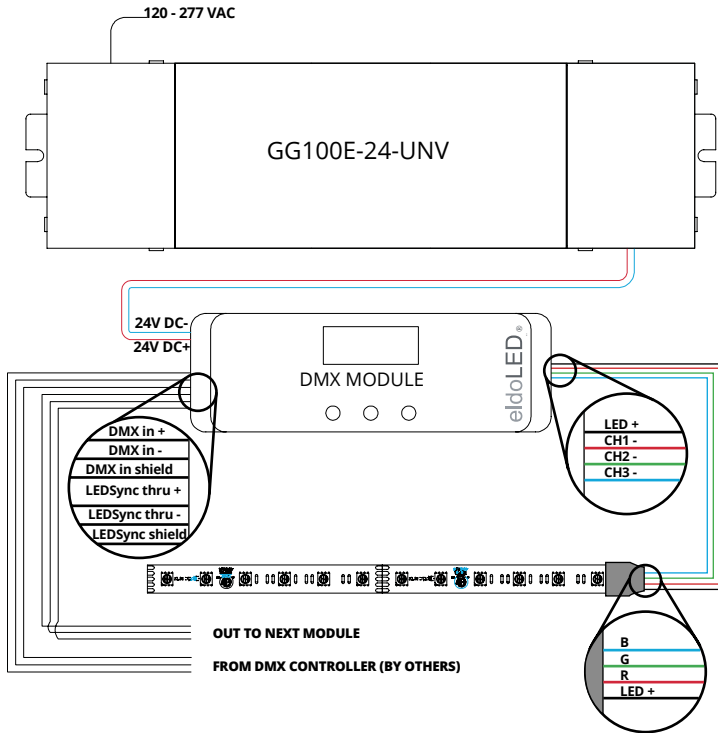 120 - 277 VAC
GG100E-24-UNV
24V DC-
24V DC+
DMX MODULE
eldoLED®
DMX in +
DMX in -
DMX in shield
LEDSync thru +
LEDSync thru -
LEDSync shield
LED +
CH1 -
CH2 -
CH3 -
OUT TO NEXT MODULE
FROM DMX CONTROLLER (BY OTHERS)
B
G
R
LED +